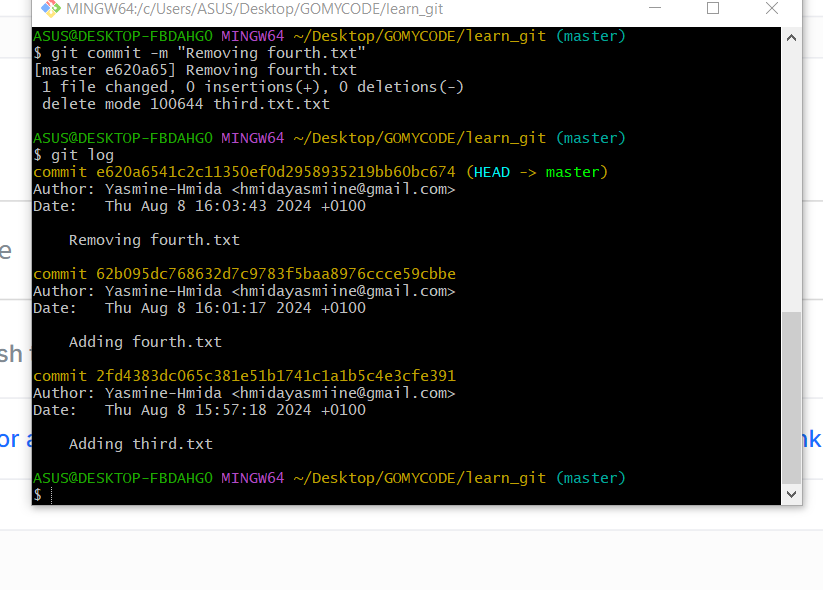 MINGW64:/c/Users/ASUS/Desktop/GOMYCODE/learn_git
ASUS@DESKTOP-FBDAHG0 MINGW64 ~/Desktop/GOMYCODE/learn_git (master)
$ git commit -m "Removing fourth.txt"
[master e620a65] Removing fourth.txt
 1 file changed, 0 insertions(+), 0 deletions(-)
 delete mode 100644 third.txt.txt
ASUS@DESKTOP-FBDAHG0 MINGW64 ~/Desktop/GOMYCODE/learn_git (master)
$ git log
commit e620a6541c2c11350ef0d2958935219bb60bc674 (HEAD -> master)
Author: Yasmine-Hmida <hmidayasmiine@gmail.com>
Date:   Thu Aug 8 16:03:43 2024 +0100
    Removing fourth.txt
commit 62b095dc768632d7c9783f5baa8976ccce59cbbe
Author: Yasmine-Hmida <hmidayasmiine@gmail.com>
Date:   Thu Aug 8 16:01:17 2024 +0100
    Adding fourth.txt
commit 2fd4383dc065c381e51b1741c1a1b5c4e3cfe391
Author: Yasmine-Hmida <hmidayasmiine@gmail.com>
Date:   Thu Aug 8 15:57:18 2024 +0100
    Adding third.txt
ASUS@DESKTOP-FBDAHG0 MINGW64 ~/Desktop/GOMYCODE/learn_git (master)
$